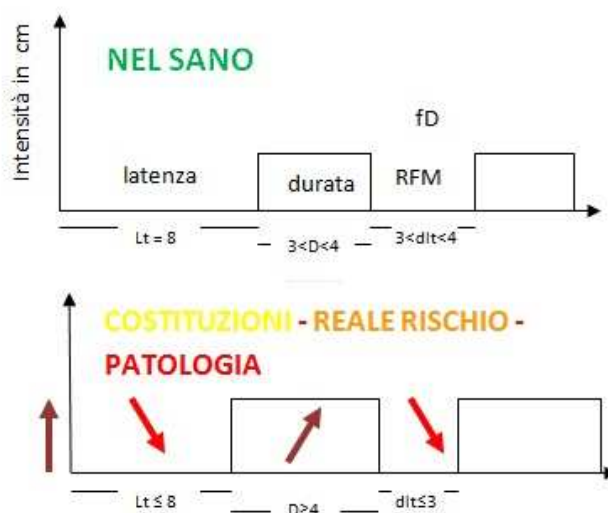 Intensità in cm
NEL SANO
fD
latenza
durata
RFM
Lt = 8
3<D<4
3<dlt<4
COSTITUZIONI - REALE RISCHIO -
PATOLOGIA
Lt ≤ 8
D≥4
dlt≤3